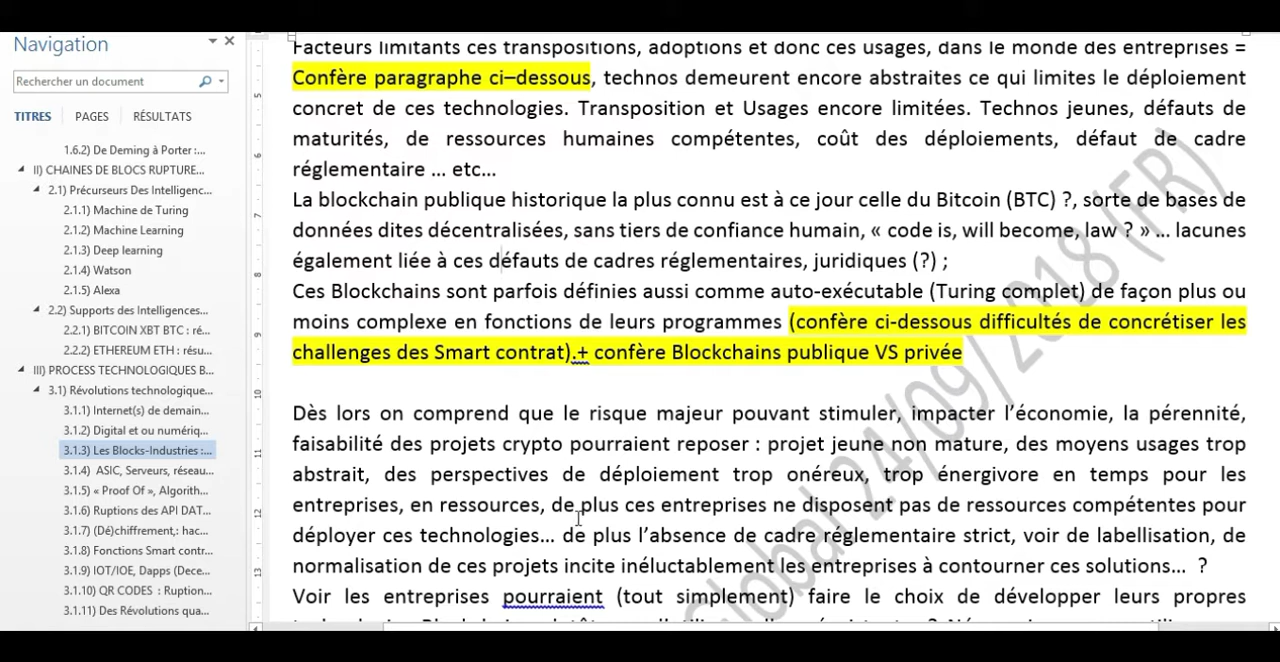 Navigation
Rechercher un document
TITRES PAGES RÉSULTATS
1.6.2) De Deming à Porter :...
II) CHAINES DE BLOCS RUPTURE...
2.1) Précurseurs Des Intelligenc...
2.1.1) Machine de Turing
2.1.2) Machine Learning
2.1.3) Deep learning
2.1.4) Watson
2.1.5) Alexa
2.2) Supports des Intelligences...
2.2.1) BITCOIN XBT BTC : ré...
2.2.2) ETHEREUM ETH : résu...
III) PROCESS TECHNOLOGIQUES B...
3.1) Révolutions technologique...
3.1.1) Internet(s) de demain...
3.1.2) Digital et ou numériq...
3.1.3) Les Blocks-Industries :...
3.1.4) ASIC, Serveurs, réseau...
3.1.5) « Proof Of », Algorith...
3.1.6) Ruptions des API DAT...
3.1.7) (Dé)chiffrement,: hac...
3.1.8) Fonctions Smart contr...
3.1.9) IOT/IOE, Dapps (Dece...
3.1.10) QR CODES : Ruption...
3.1.11) Des Révolutions qua...
5
6
7
8
9
10
11
12
13
Facteurs limitants ces transpositions, adoptions et donc ces usages, dans le monde des entreprises =
Confère paragraphe ci–dessous, technos demeurent encore abstraites ce qui limites le déploiement
concret de ces technologies. Transposition et Usages encore limitées. Technos jeunes, défauts de
maturités, de ressources humaines compétentes, coût des déploiements, défaut de cadre
réglementaire ... etc...
La blockchain publique historique la plus connu est à ce jour celle du Bitcoin (BTC) ?, sorte de bases de
données dites décentralisées, sans tiers de confiance humain, « code is, will become, law ? » ... lacunes
également liée à ces défauts de cadres réglementaires, juridiques (?) ;
Ces Blockchains sont parfois définies aussi comme auto-exécutable (Turing complet) de façon plus ou
moins complexe en fonctions de leurs programmes (confère ci-dessous difficultés de concrétiser les
challenges des Smart contrat).+ confère Blockchains publique VS privée
Dès lors on comprend que le risque majeur pouvant stimuler, impacter l'économie, la pérennité,
faisabilité des projets crypto pourraient reposer : projet jeune non mature, des moyens usages trop
abstrait, des perspectives de déploiement trop onéreux, trop énergivore en temps pour les
entreprises, en ressources, de plus ces entreprises ne disposent pas de ressources compétentes pour
déployer ces technologies... de plus l'absence de cadre réglementaire strict, voir de labellisation, de
normalisation de ces projets incite inéluctablement les entreprises à contourner ces solutions... ?
Voir les entreprises pourraient (tout simplement) faire le choix de développer leurs propres
Global 24/09/2018 (FR)